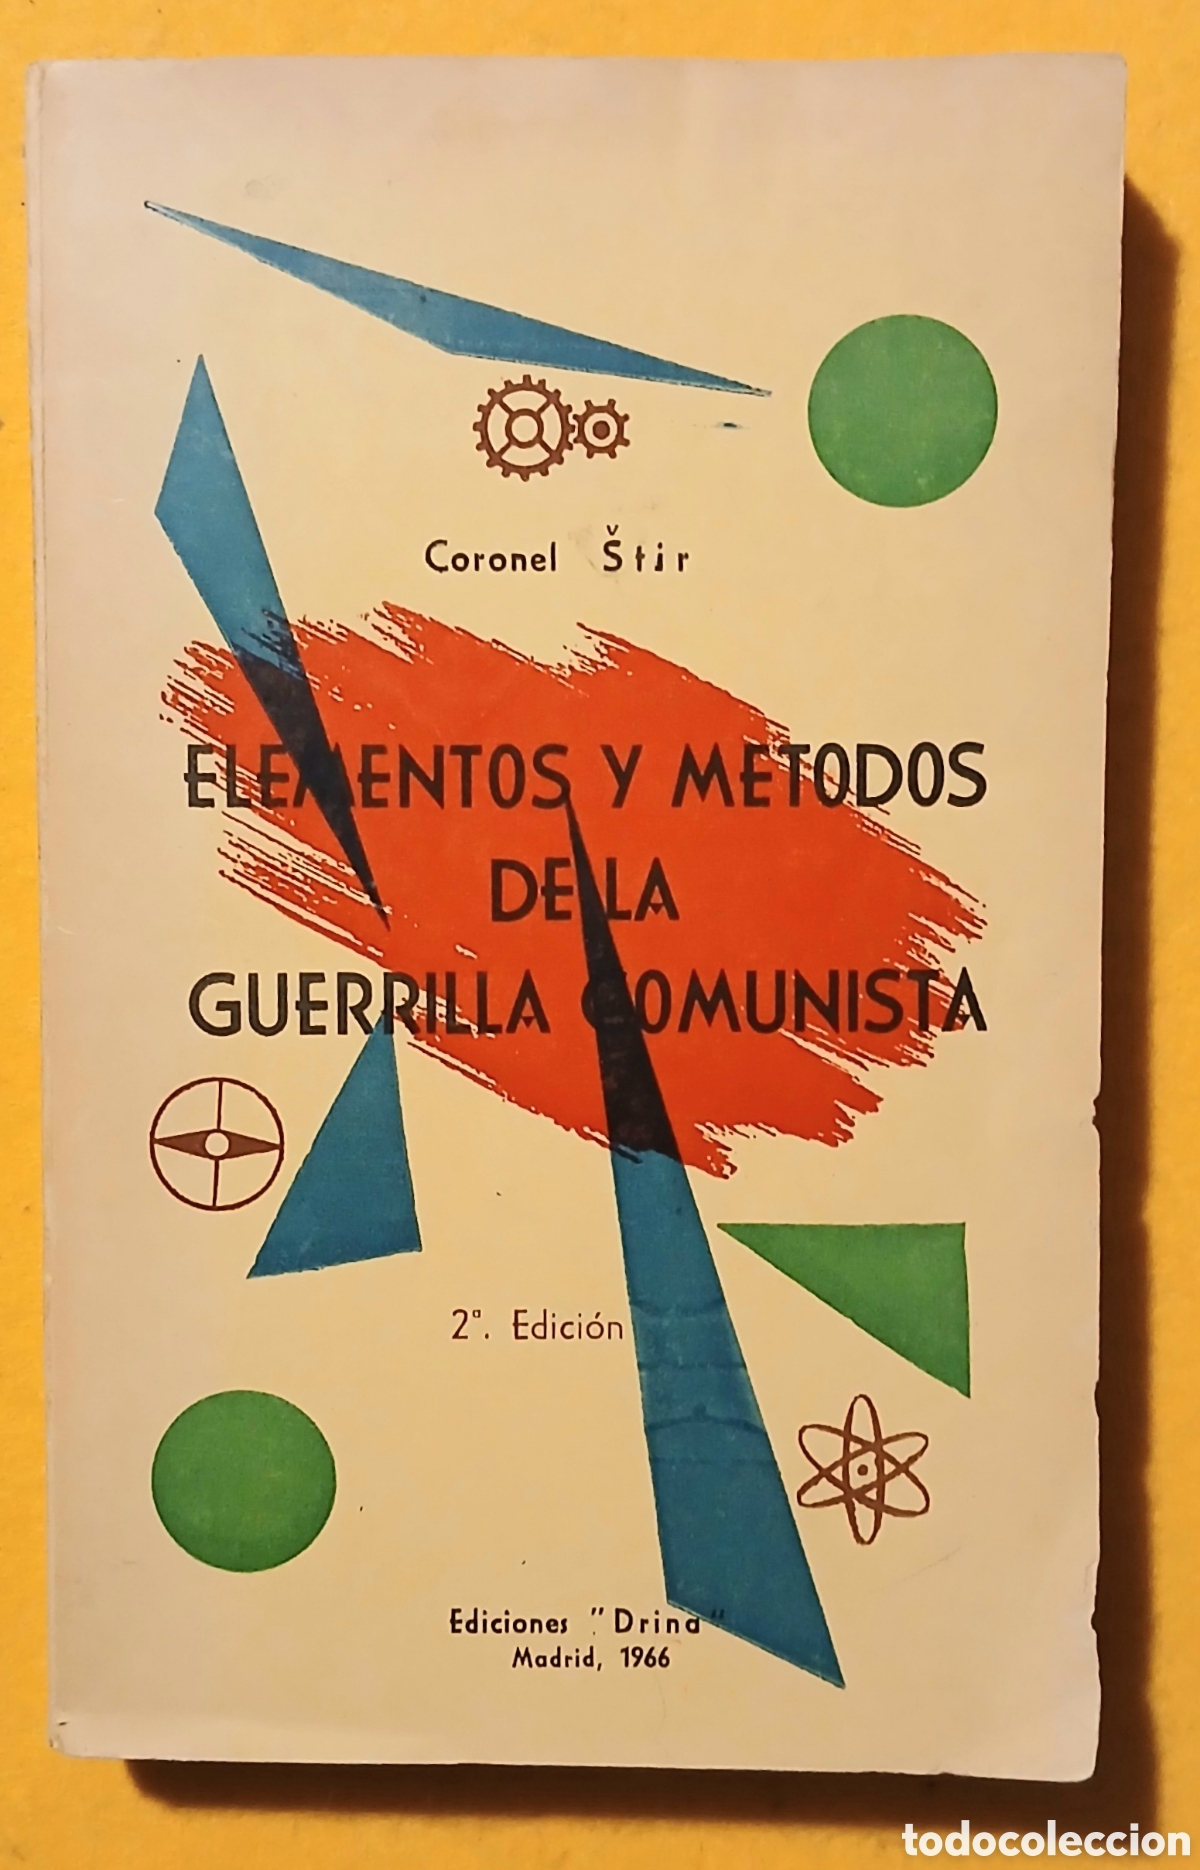 Coronel Štir
ELEMENTOS Y METODOS
DE LA
GUERRILLA COMUNISTA
2ª. Edición
Ediciones "Drina"
Madrid, 1966
todocoleccion